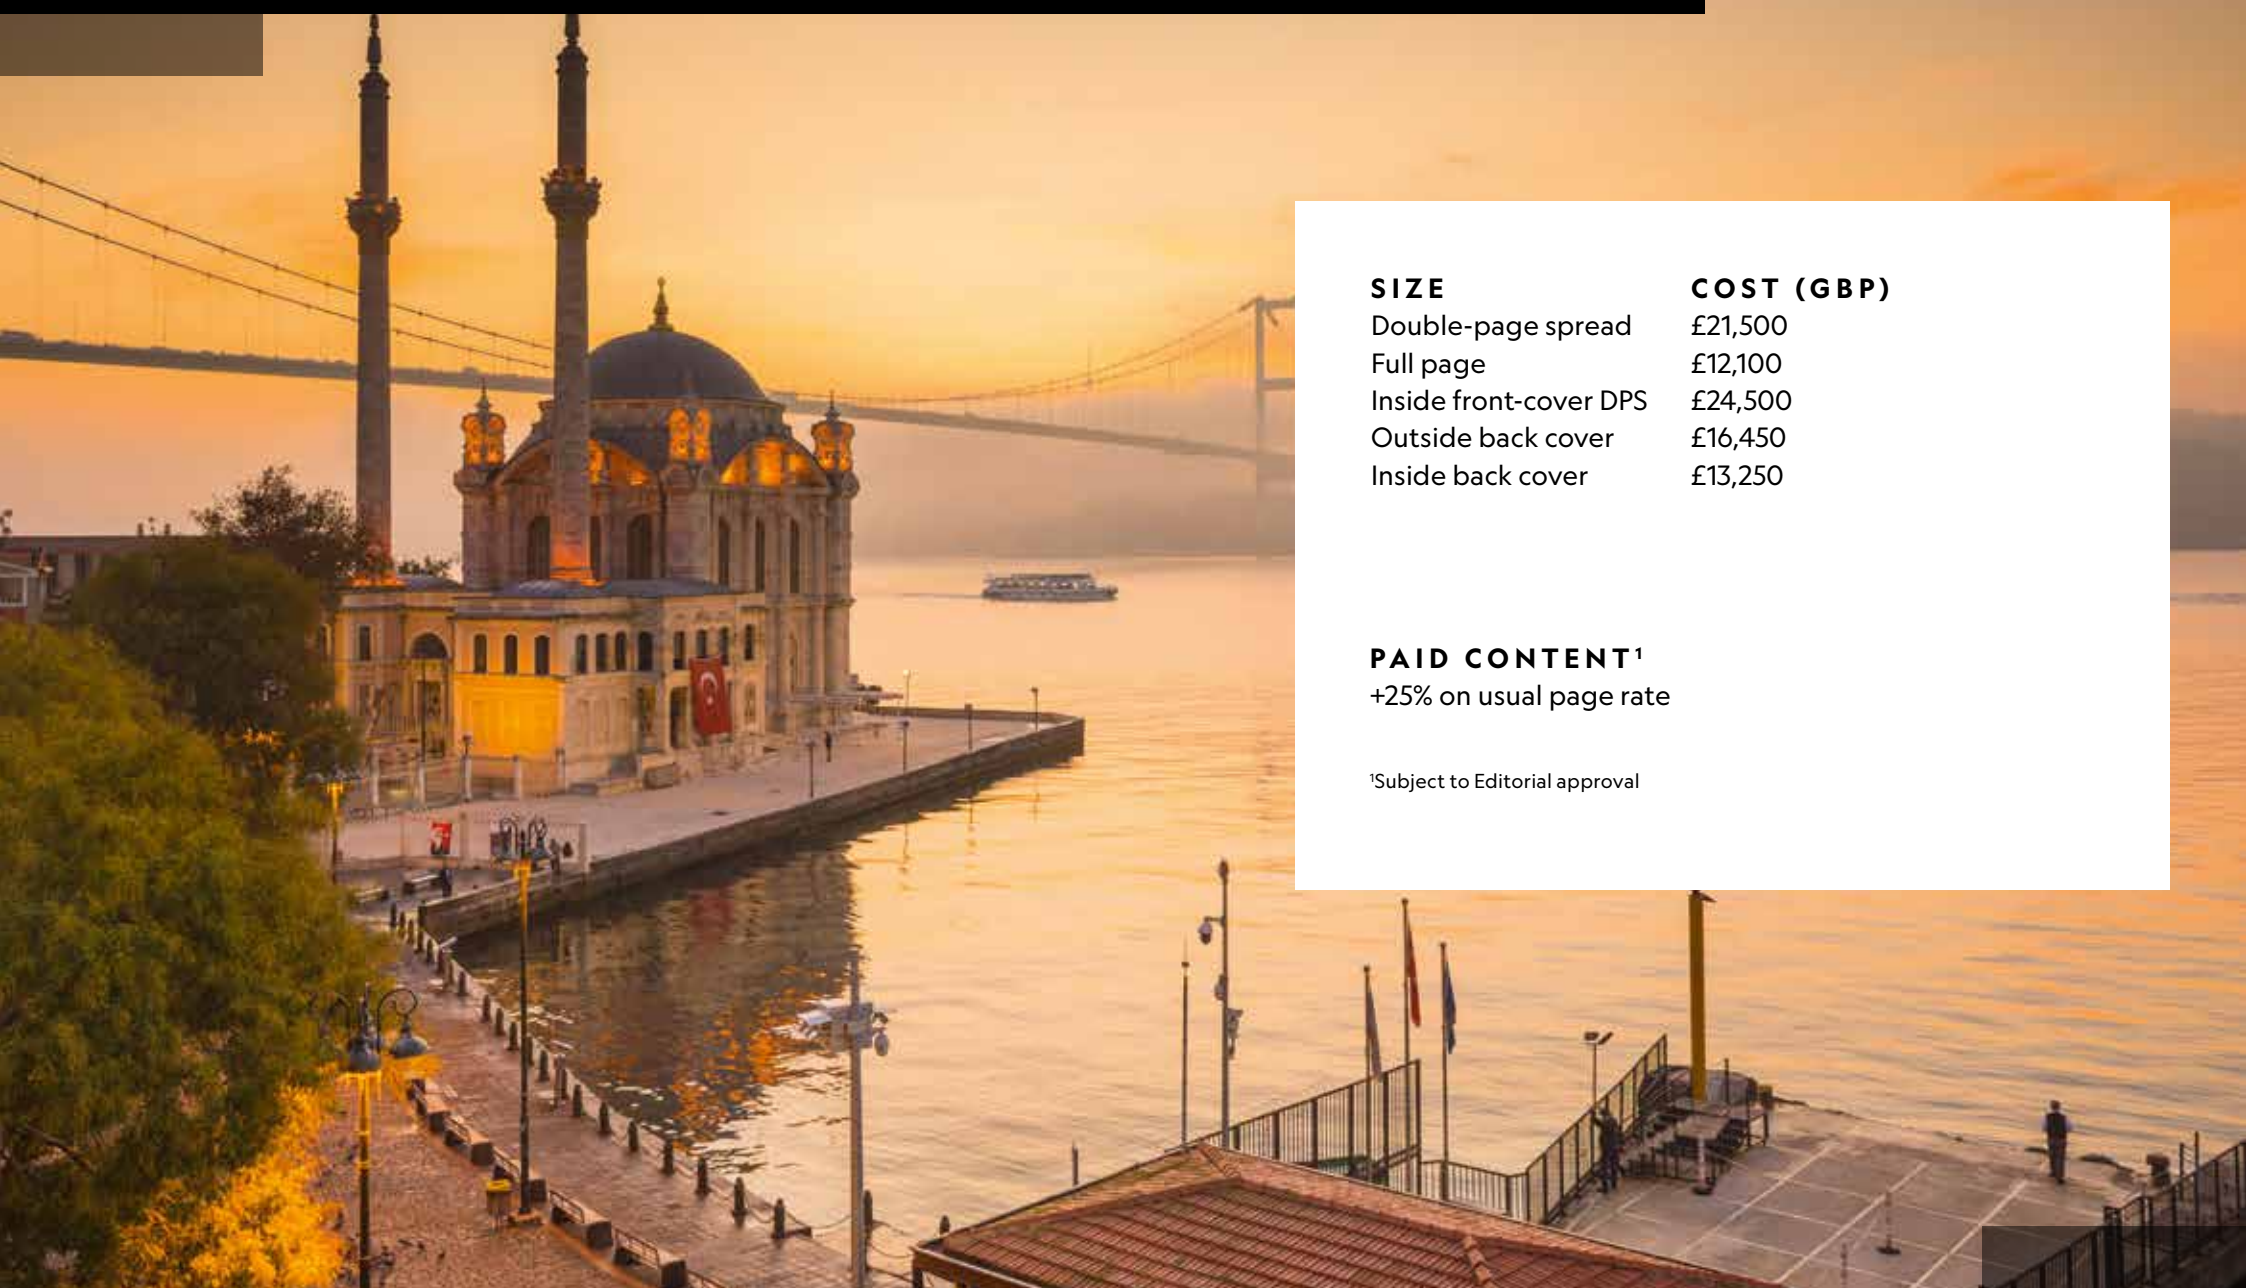 SIZE COST (GBP)
Double-page spread £21,500
Full page £12,100
Inside front-cover DPS £24,500
Outside back cover £16,450
Inside back cover £13,250
PAID CONTENT¹
+25% on usual page rate
¹Subject to Editorial approval